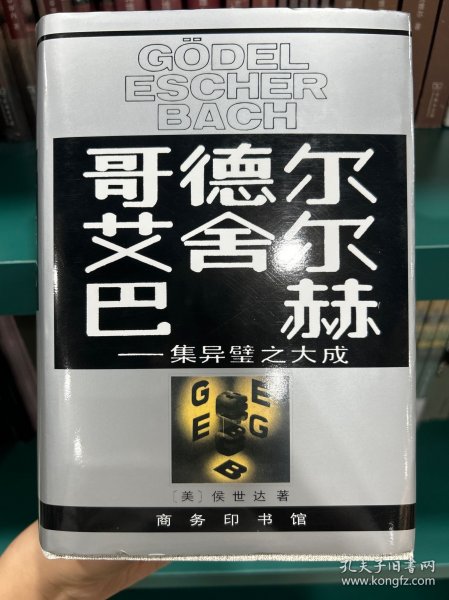 GÖDEL
ESCHER
BACH
哥德尔
艾舍尔
巴 赫
——集异璧之大成
G E
E G
B
〔美〕侯世达著
商务印书馆
孔夫子旧书网
www.kongfz.com